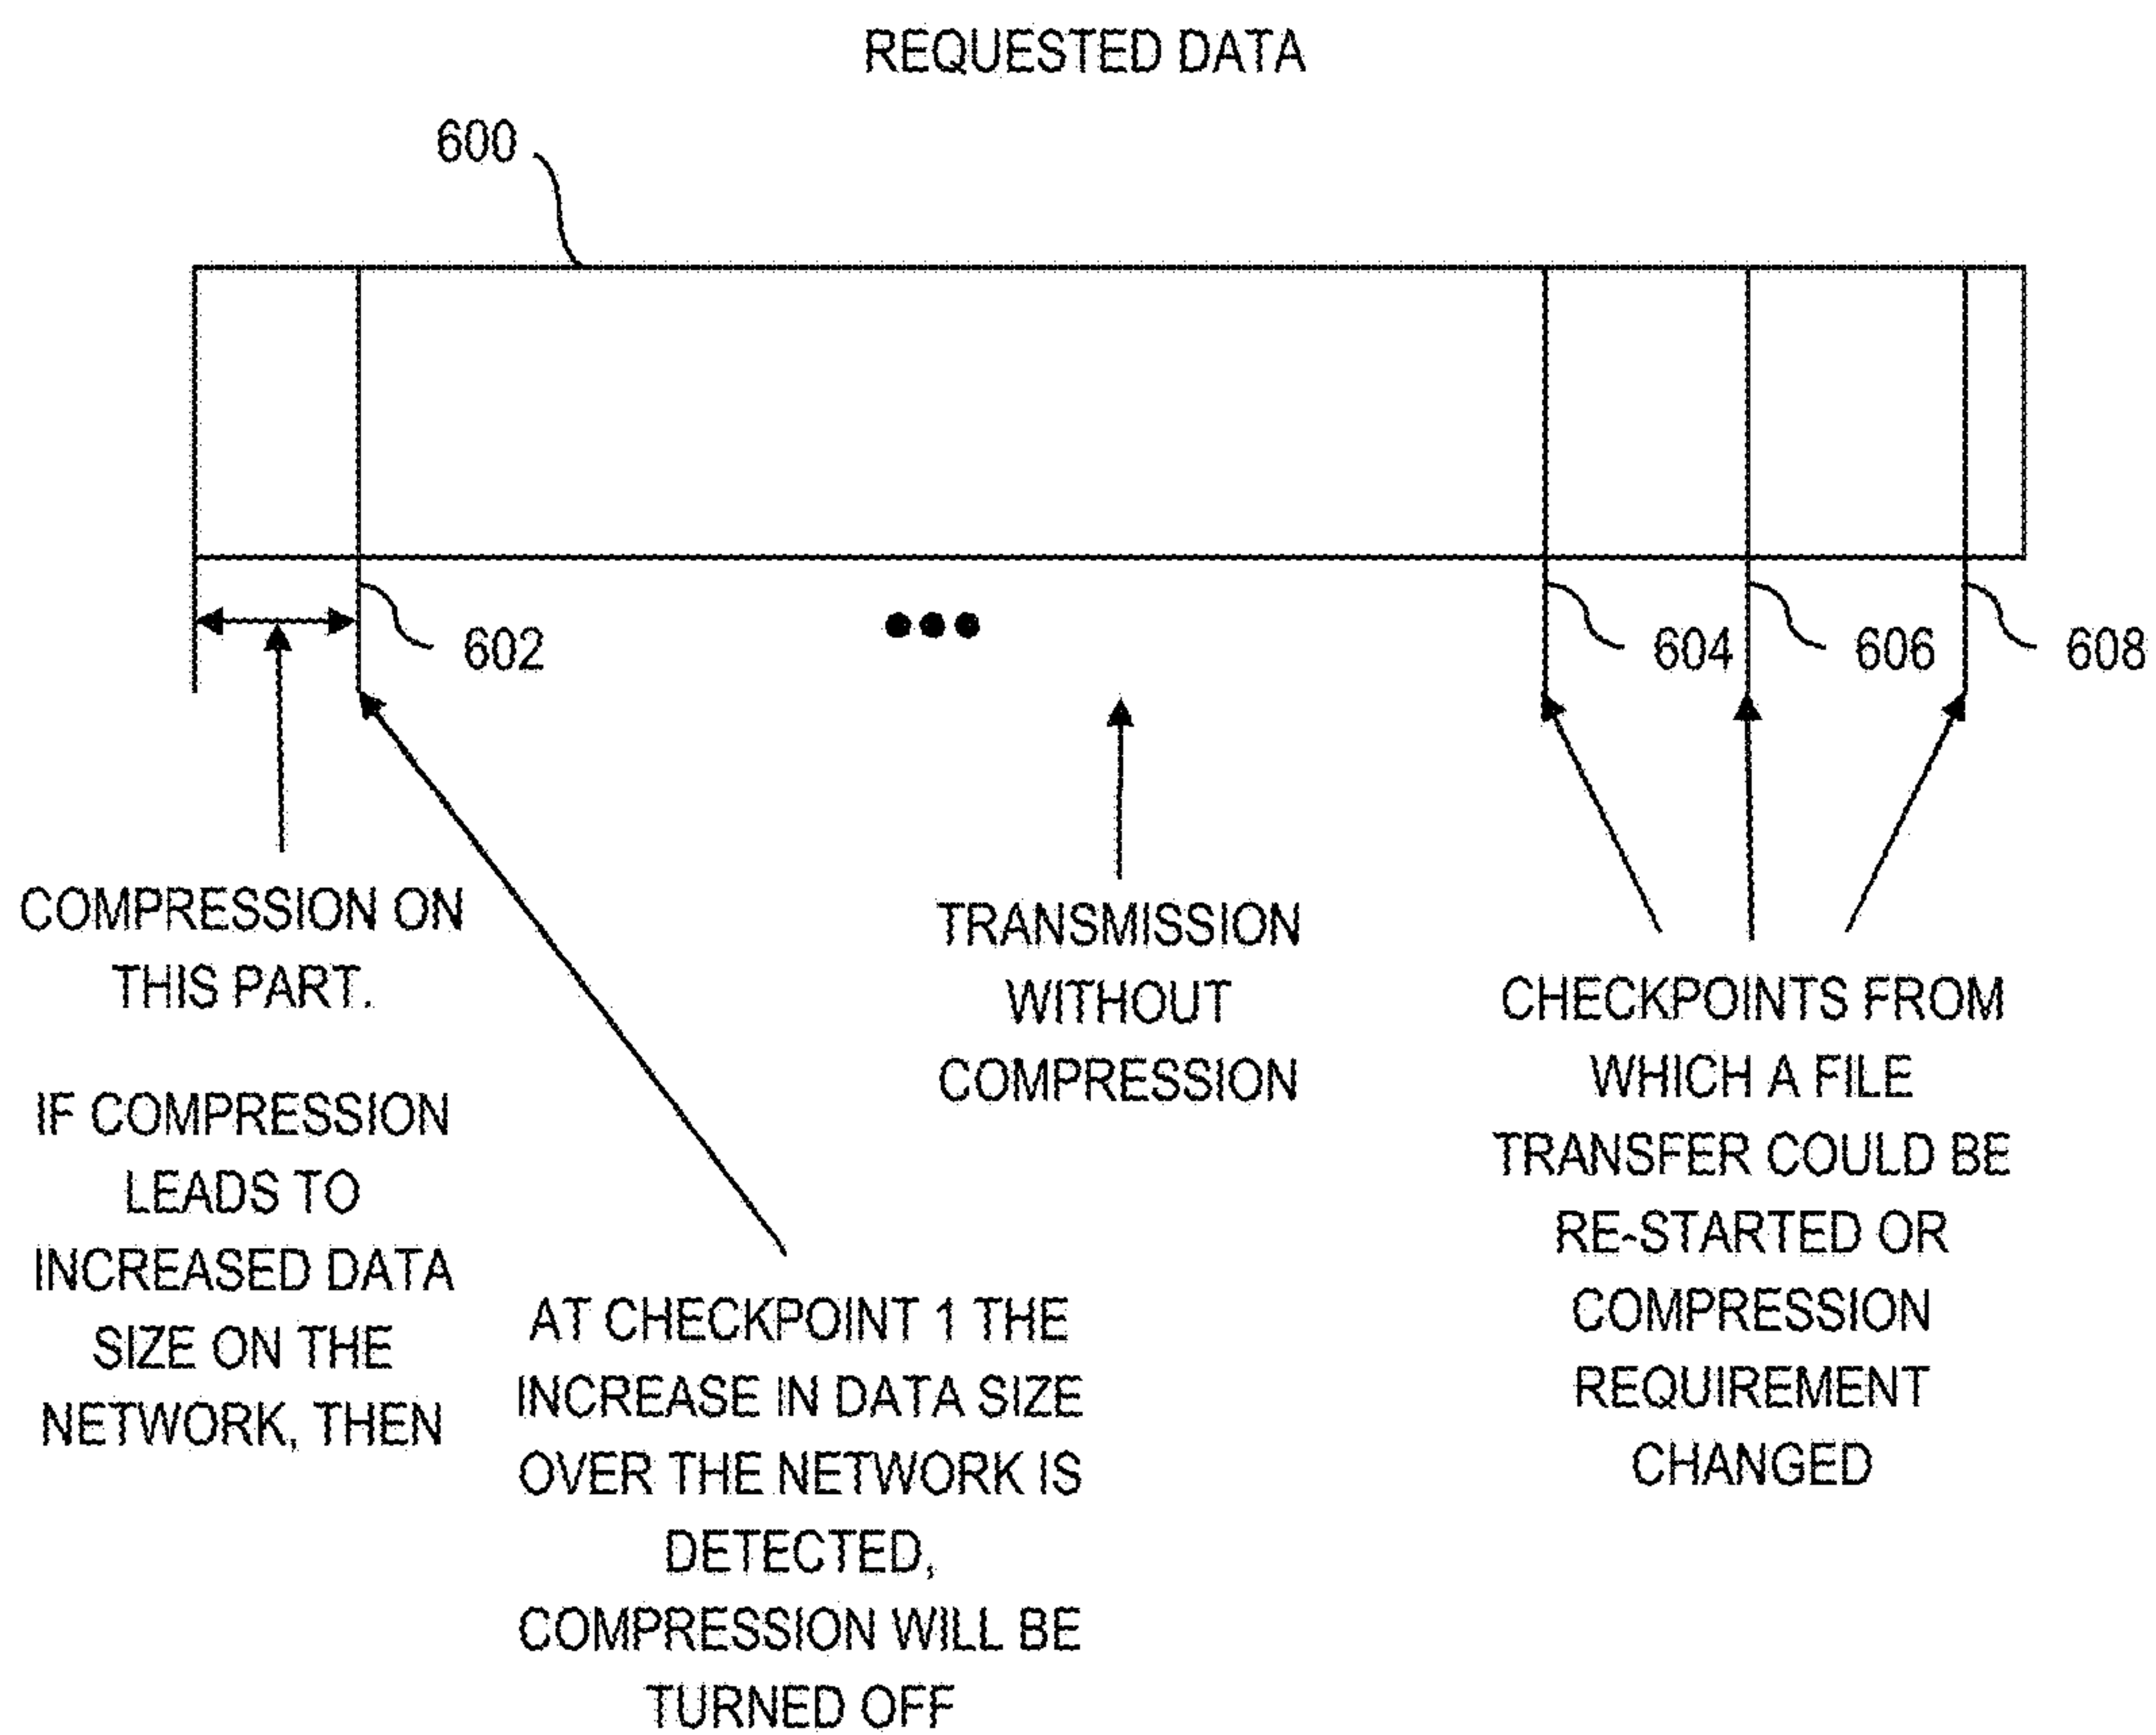 REQUESTED DATA
600
602
604
606
608
COMPRESSION ON
THIS PART.
IF COMPRESSION
LEADS TO
INCREASED DATA
SIZE ON THE
NETWORK, THEN
AT CHECKPOINT 1 THE
INCREASE IN DATA SIZE
OVER THE NETWORK IS
DETECTED,
COMPRESSION WILL BE
TURNED OFF
TRANSMISSION
WITHOUT
COMPRESSION
CHECKPOINTS FROM
WHICH A FILE
TRANSFER COULD BE
RE-STARTED OR
COMPRESSION
REQUIREMENT
CHANGED